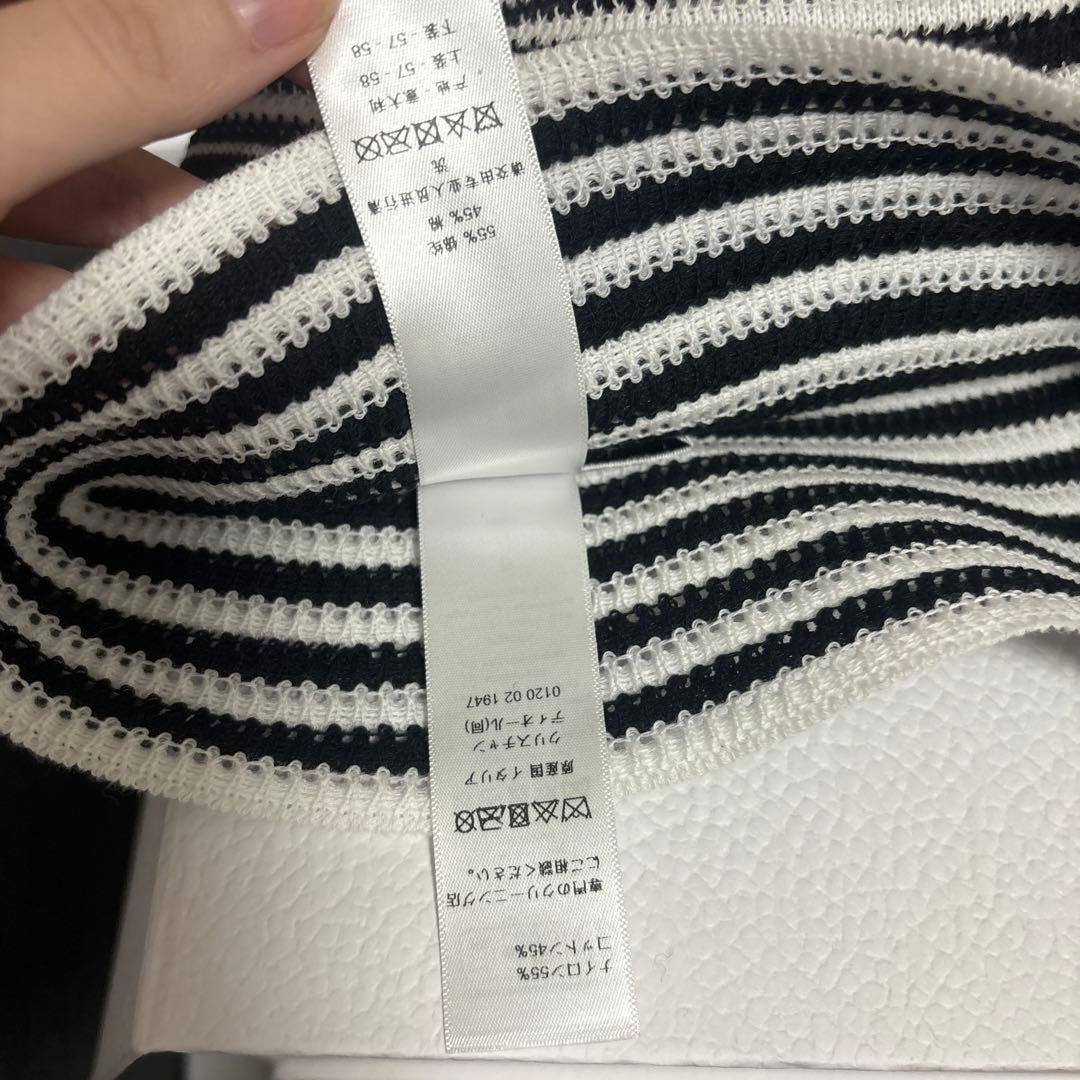 ナイロン55%
コットン45%
専門のクリーニング店
にご相談ください。
原産国 イタリア
クリスチャン
ディオール(同)
0120 02 1947
55% 锦纶
45% 棉
请交由专业人员进行清
洗
产地 - 意大利
上装 - 57 - 58
下装 - 57 - 58